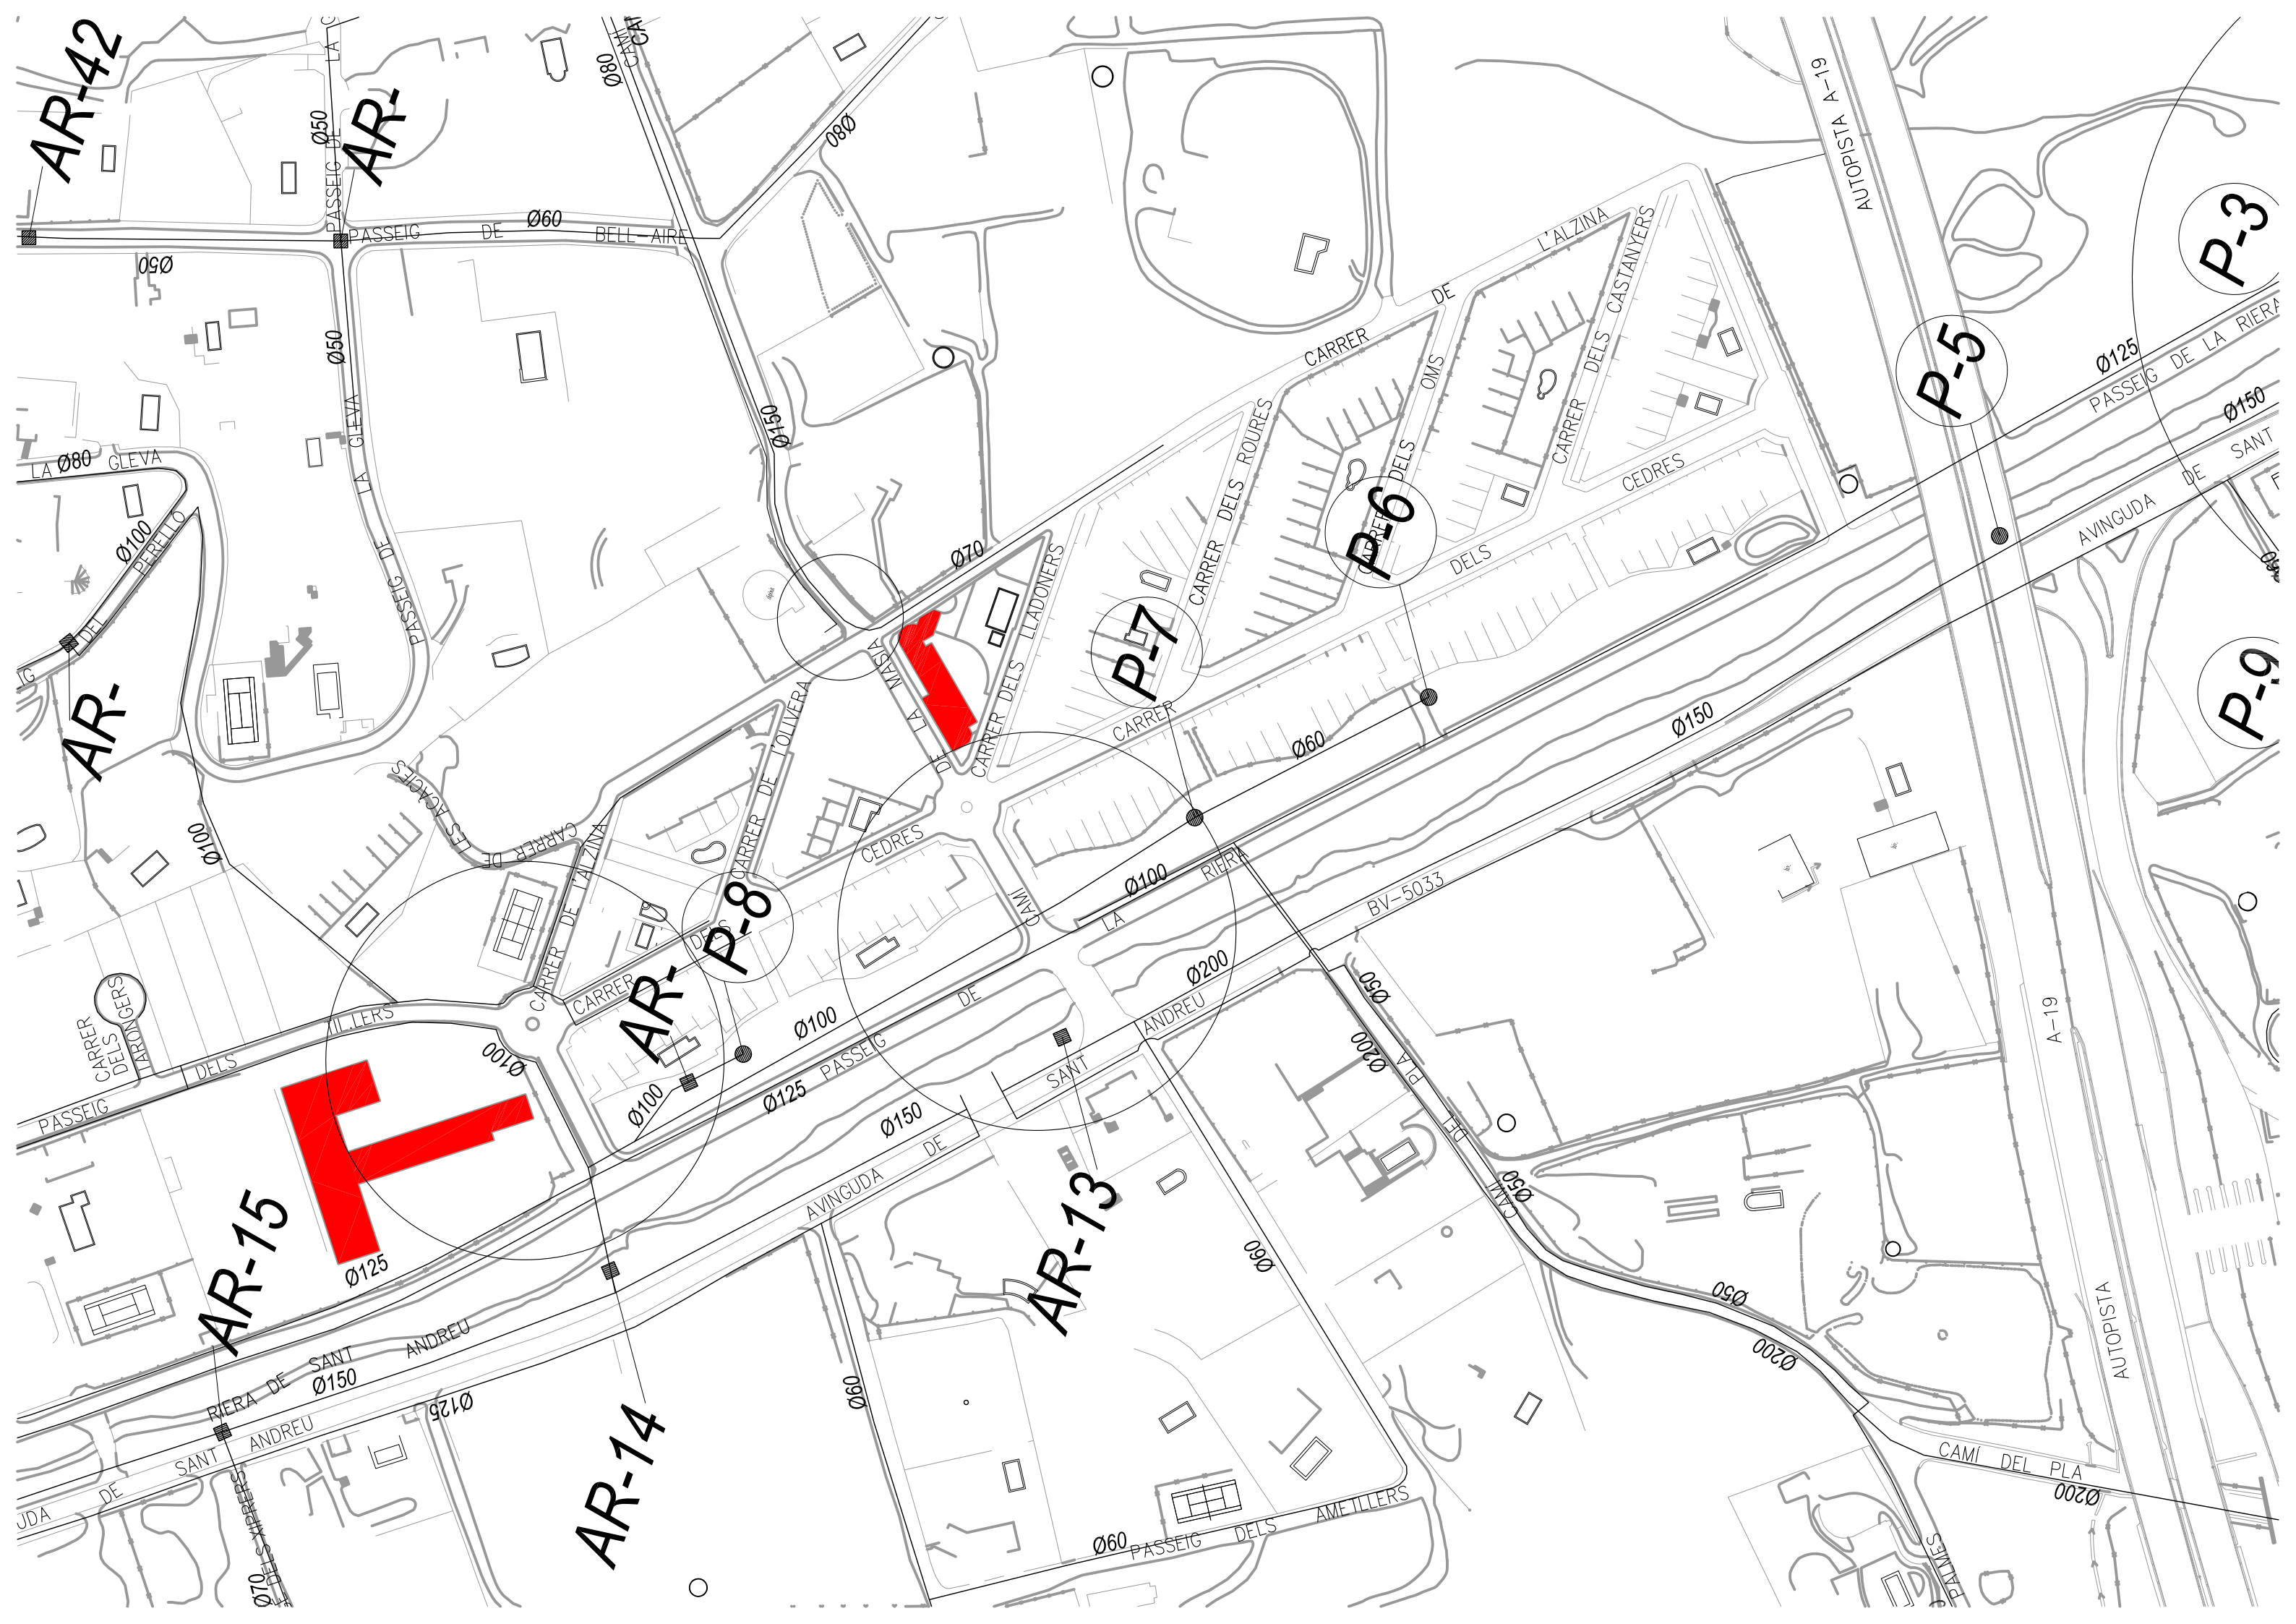 AR-42
AR-
PASSEIG DE LA G
Ø50
Ø80
Ø80
AUTOPISTA A-19
P-3
PASSEIG DE BELL-AIRE
Ø60
Ø50
Ø50
CARRER DE L'ALZINA
CARRER DELS CASTANYERS
CARRER DELS OMS
CARRER DELS ROURES
P-5
Ø125
PASSEIG DE LA RIERA
Ø150
AVINGUDA DE SANT
Ø150
LA GLEVA
Ø80
PASSEIG DE LA GLEVA
Ø100
DEL PERELLÓ
AR-
P-6
P-7
CARRER DELS CEDRES
Ø70
CARRER DELS LLADONERS
DE LA MASIA
CAMÍ
P-9
Ø60
Ø150
CARRER DE LES ACÀCIES
CARRER DE L'OLIVERA
CARRER DE L'ALZINA
CARRER DELS CEDRES
P-8
AR-
Ø100
Ø100
Ø100
Ø100
Ø100
PASSEIG DE LA RIERA
Ø125
BV-5033
Ø200
AVINGUDA DE SANT ANDREU
Ø150
CARRER
DELS
TARONGERS
PASSEIG DELS TIL.LERS
Ø50
Ø200
CAMÍ DEL PLA
Ø50
A-19
AR-15
Ø125
AR-13
Ø60
Ø60
Ø50
Ø200
AUTOPISTA
RIERA DE SANT ANDREU
Ø150
Ø125
UDA DE SANT ANDREU
AR-14
DELS XIPRERS
Ø70
Ø60
PASSEIG DELS AMETLLERS
CAMÍ DEL PLA
Ø200
PALMES